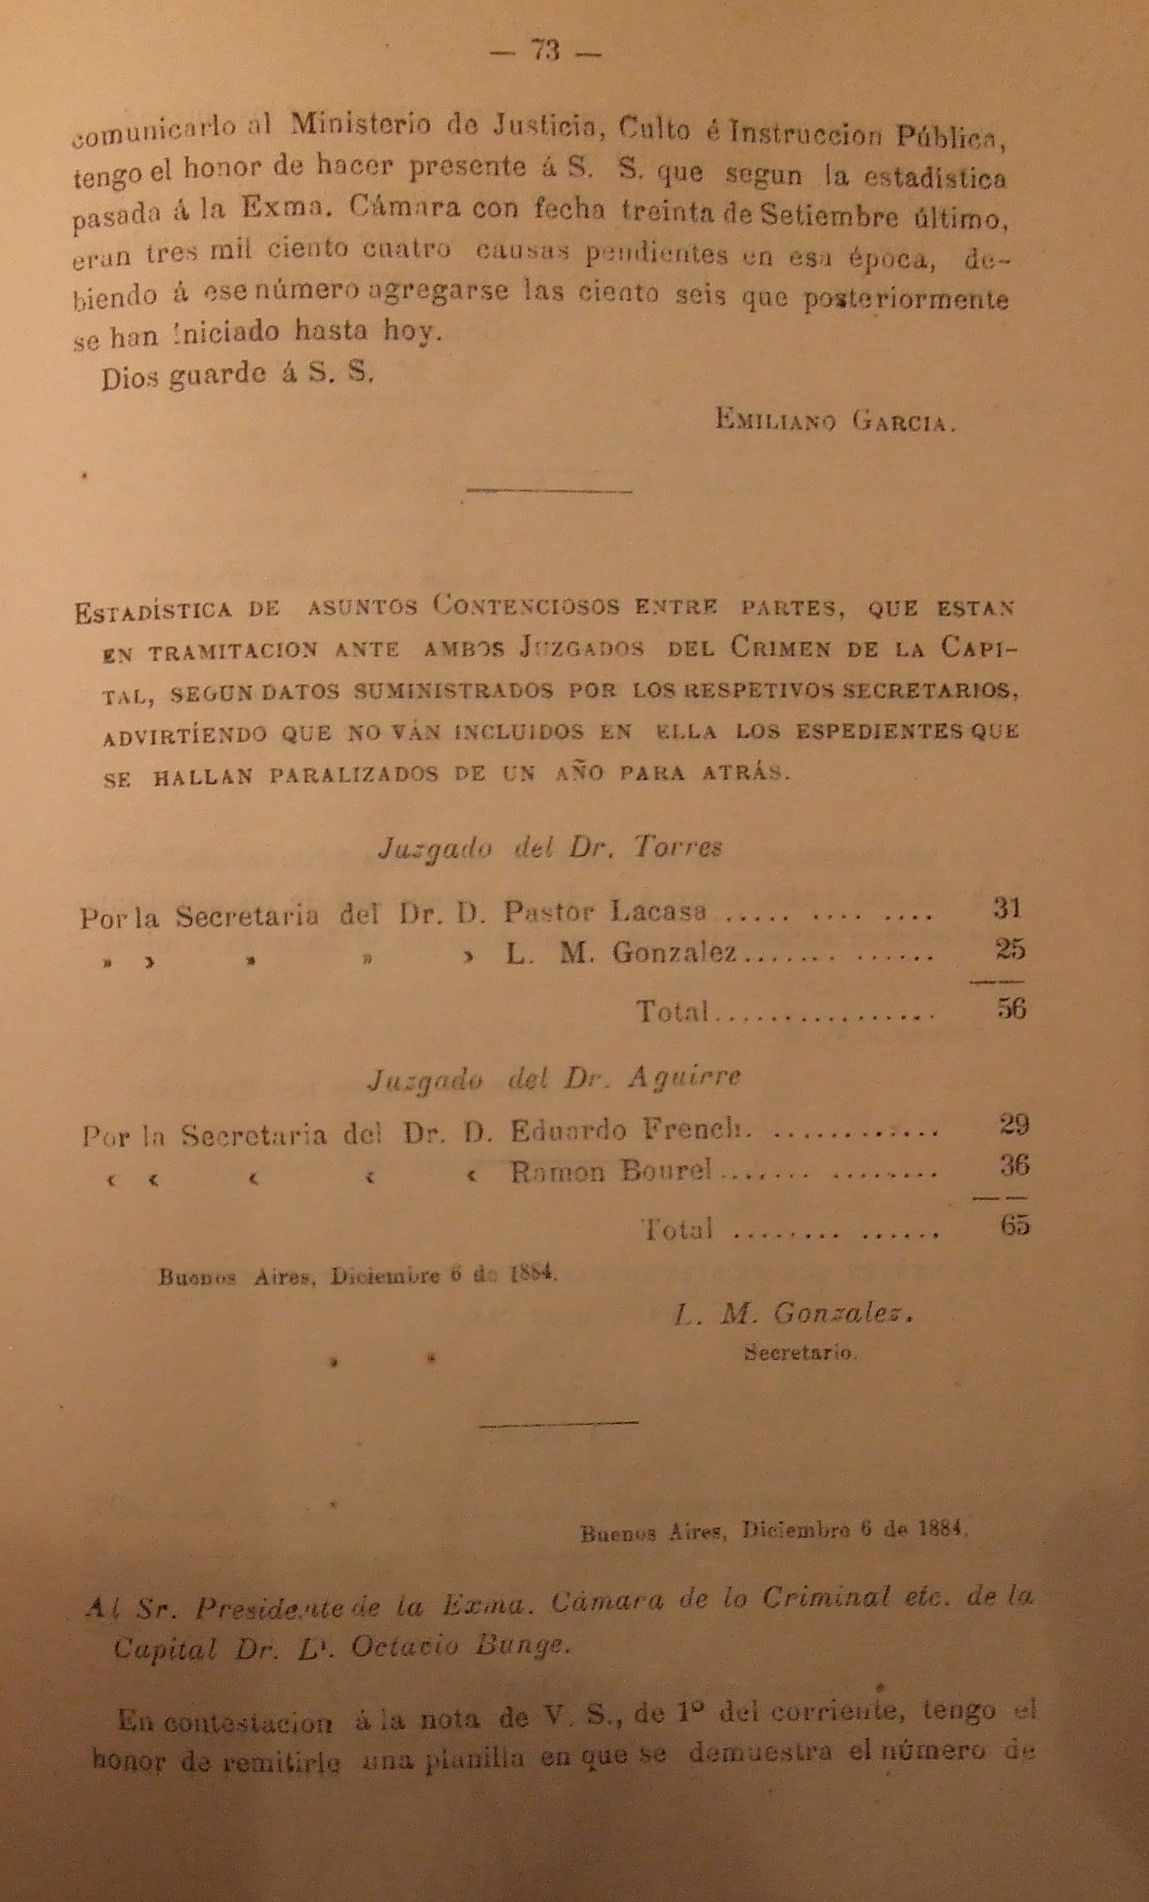 — 73 —
comunicarlo al Ministerio de Justicia, Culto é Instruccion Pública,
tengo el honor de hacer presente á S. S. que segun la estadística
pasada á la Exma. Cámara con fecha treinta de Setiembre último,
eran tres mil ciento cuatro causas pendientes en esa época, de-
biendo á ese número agregarse las ciento seis que posteriormente
se han iniciado hasta hoy.
Dios guarde á S. S.
EMILIANO GARCIA.
ESTADÍSTICA DE ASUNTOS CONTENCIOSOS ENTRE PARTES, QUE ESTAN
EN TRAMITACION ANTE AMBOS JUZGADOS DEL CRIMEN DE LA CAPI-
TAL, SEGUN DATOS SUMINISTRADOS POR LOS RESPETIVOS SECRETARIOS,
ADVIRTÍENDO QUE NO VÁN INCLUIDOS EN ELLA LOS ESPEDIENTES QUE
SE HALLAN PARALIZADOS DE UN AÑO PARA ATRÁS.
Juzgado del Dr. Torres
Por la Secretaria del Dr. D. Pastor Lacasa ..... .... .... 31
» › » » › L. M. Gonzalez....... ...... 25
Total................ 56
Juzgado del Dr. Aguirre
Por la Secretaria del Dr. D. Eduardo French. ............ 29
‹ ‹ ‹ ‹ ‹ Ramon Bourel....... ........ 36
Total ........ ...... 65
Buenos Aires, Diciembre 6 de 1884.
L. M. Gonzalez.
Secretario.
Buenos Aires, Diciembre 6 de 1884.
Al Sr. Presidente de la Exma. Cámara de lo Criminal etc. de la
Capital Dr. Dr. Octacio Bunge.
En contestacion á la nota de V. S., de 1º del corriente, tengo el
honor de remitirle una planilla en que se demuestra el número de